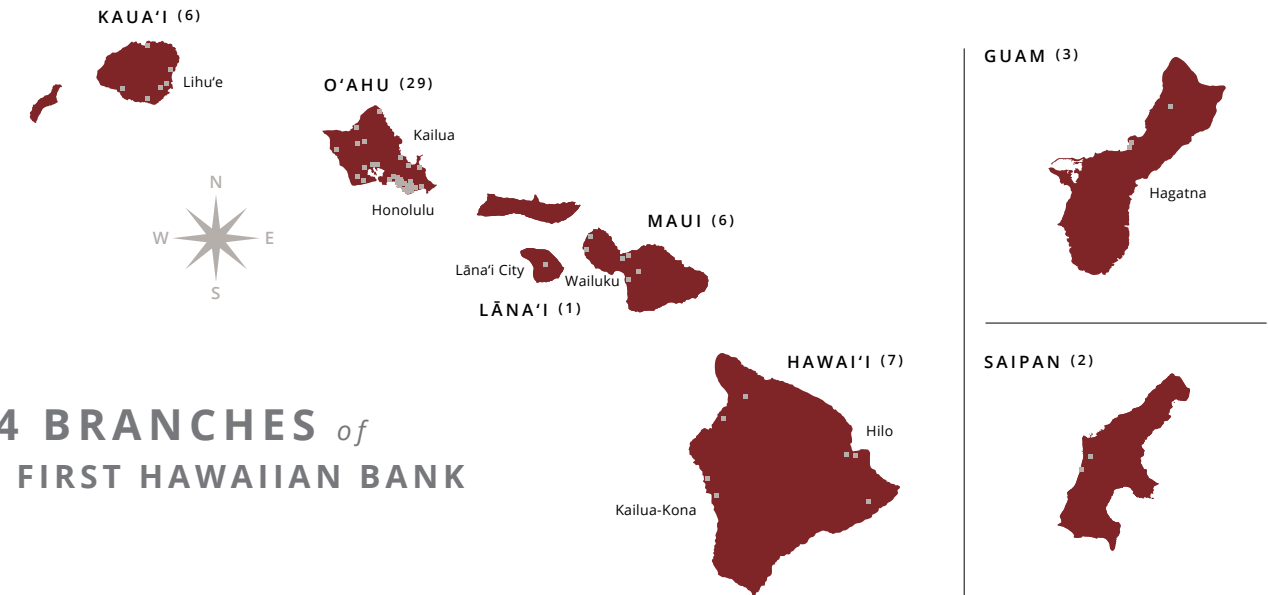 KAUAʻI (6)
Lihuʻe
OʻAHU (29)
Kailua
Honolulu
N
W
E
S
MAUI (6)
Lānaʻi City
Wailuku
LĀNAʻI (1)
HAWAIʻI (7)
Hilo
Kailua-Kona
GUAM (3)
Hagatna
SAIPAN (2)
4 BRANCHES of
FIRST HAWAIIAN BANK